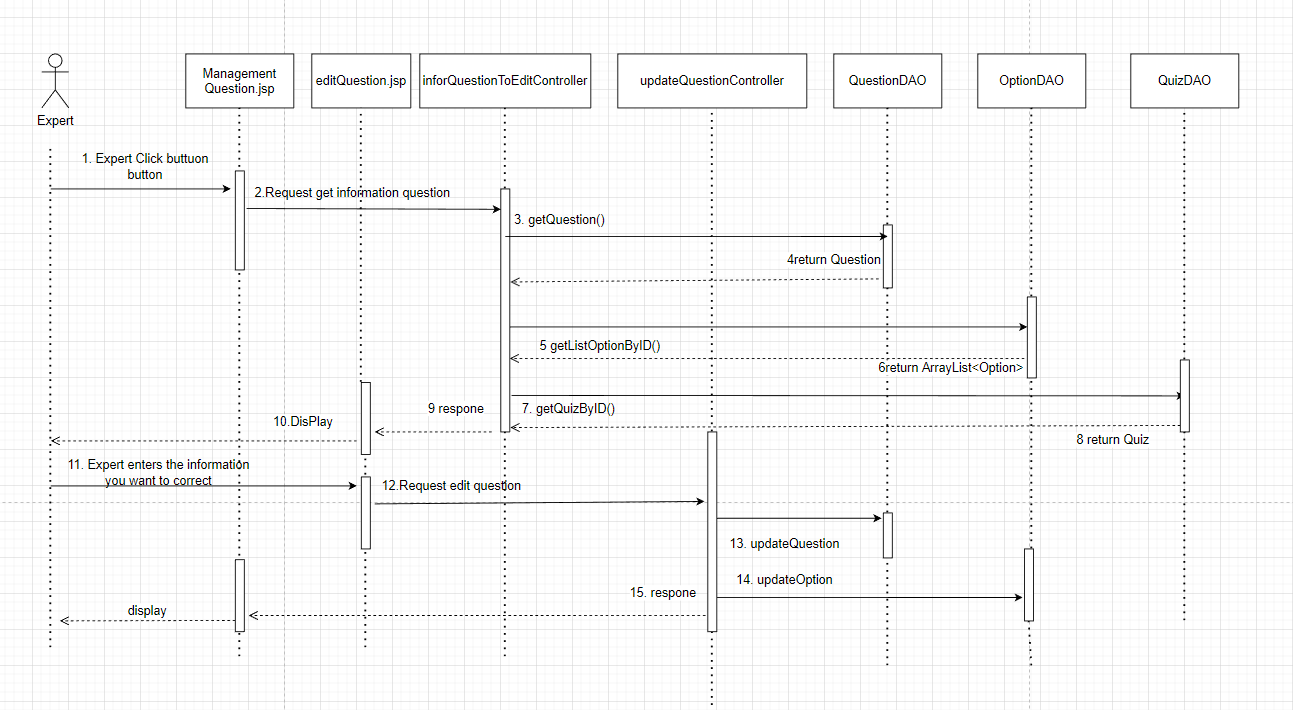 Management
Question.jsp
editQuestion.jsp
inforQuestionToEditController
updateQuestionController
QuestionDAO
OptionDAO
QuizDAO
Expert
1. Expert Click buttuon
button
2.Request get information question
3. getQuestion()
4return Question
5 getListOptionByID()
6return ArrayList<Option>
7. getQuizByID()
8 return Quiz
9 respone
10.DisPlay
11. Expert enters the information
you want to correct
12.Request edit question
13. updateQuestion
14. updateOption
15. respone
display